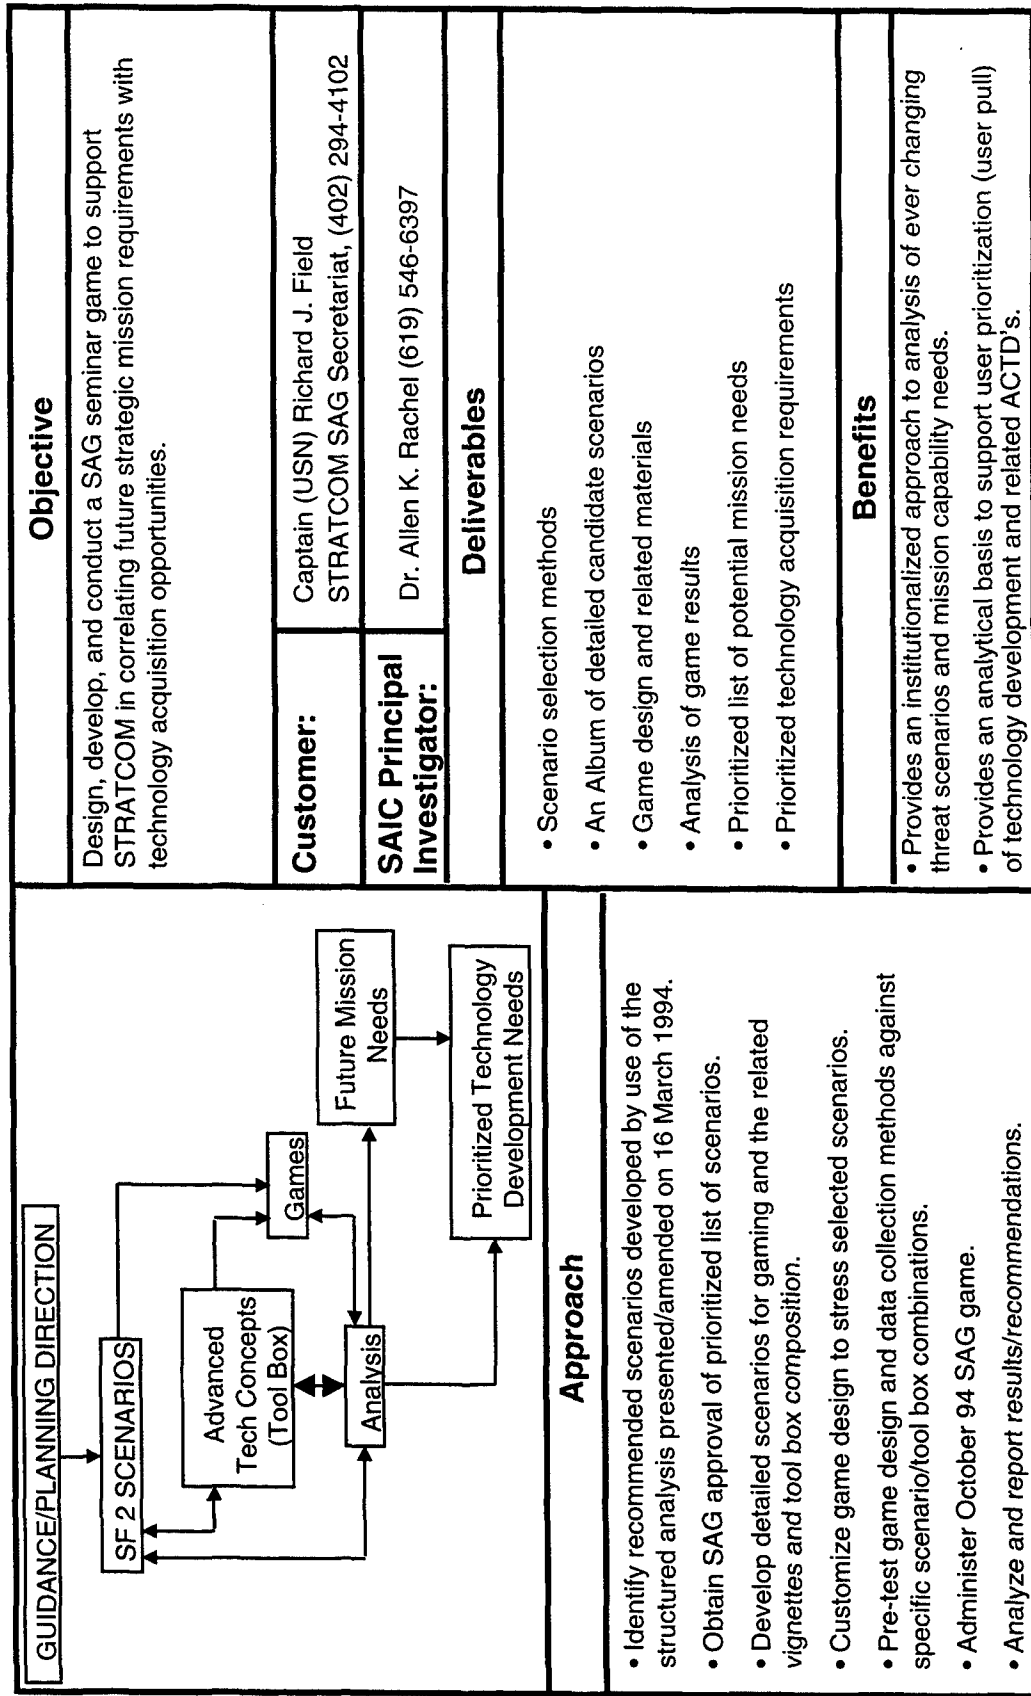 GUIDANCE/PLANNING DIRECTION
SF 2 SCENARIOS
Advanced
Tech Concepts
(Tool Box)
Games
Analysis
Future Mission
Needs
Prioritized Technology
Development Needs
Approach
• Identify recommended scenarios developed by use of the
structured analysis presented/amended on 16 March 1994.
• Obtain SAG approval of prioritized list of scenarios.
• Develop detailed scenarios for gaming and the related
vignettes and tool box composition.
• Customize game design to stress selected scenarios.
• Pre-test game design and data collection methods against
specific scenario/tool box combinations.
• Administer October 94 SAG game.
• Analyze and report results/recommendations.
Objective
Design, develop, and conduct a SAG seminar game to support
STRATCOM in correlating future strategic mission requirements with
technology acquisition opportunities.
Customer:
Captain (USN) Richard J. Field
STRATCOM SAG Secretariat, (402) 294-4102
SAIC Principal
Investigator:
Dr. Allen K. Rachel (619) 546-6397
Deliverables
• Scenario selection methods
• An Album of detailed candidate scenarios
• Game design and related materials
• Analysis of game results
• Prioritized list of potential mission needs
• Prioritized technology acquisition requirements
Benefits
• Provides an institutionalized approach to analysis of ever changing
threat scenarios and mission capability needs.
• Provides an analytical basis to support user prioritization (user pull)
of technology development and related ACTD's.